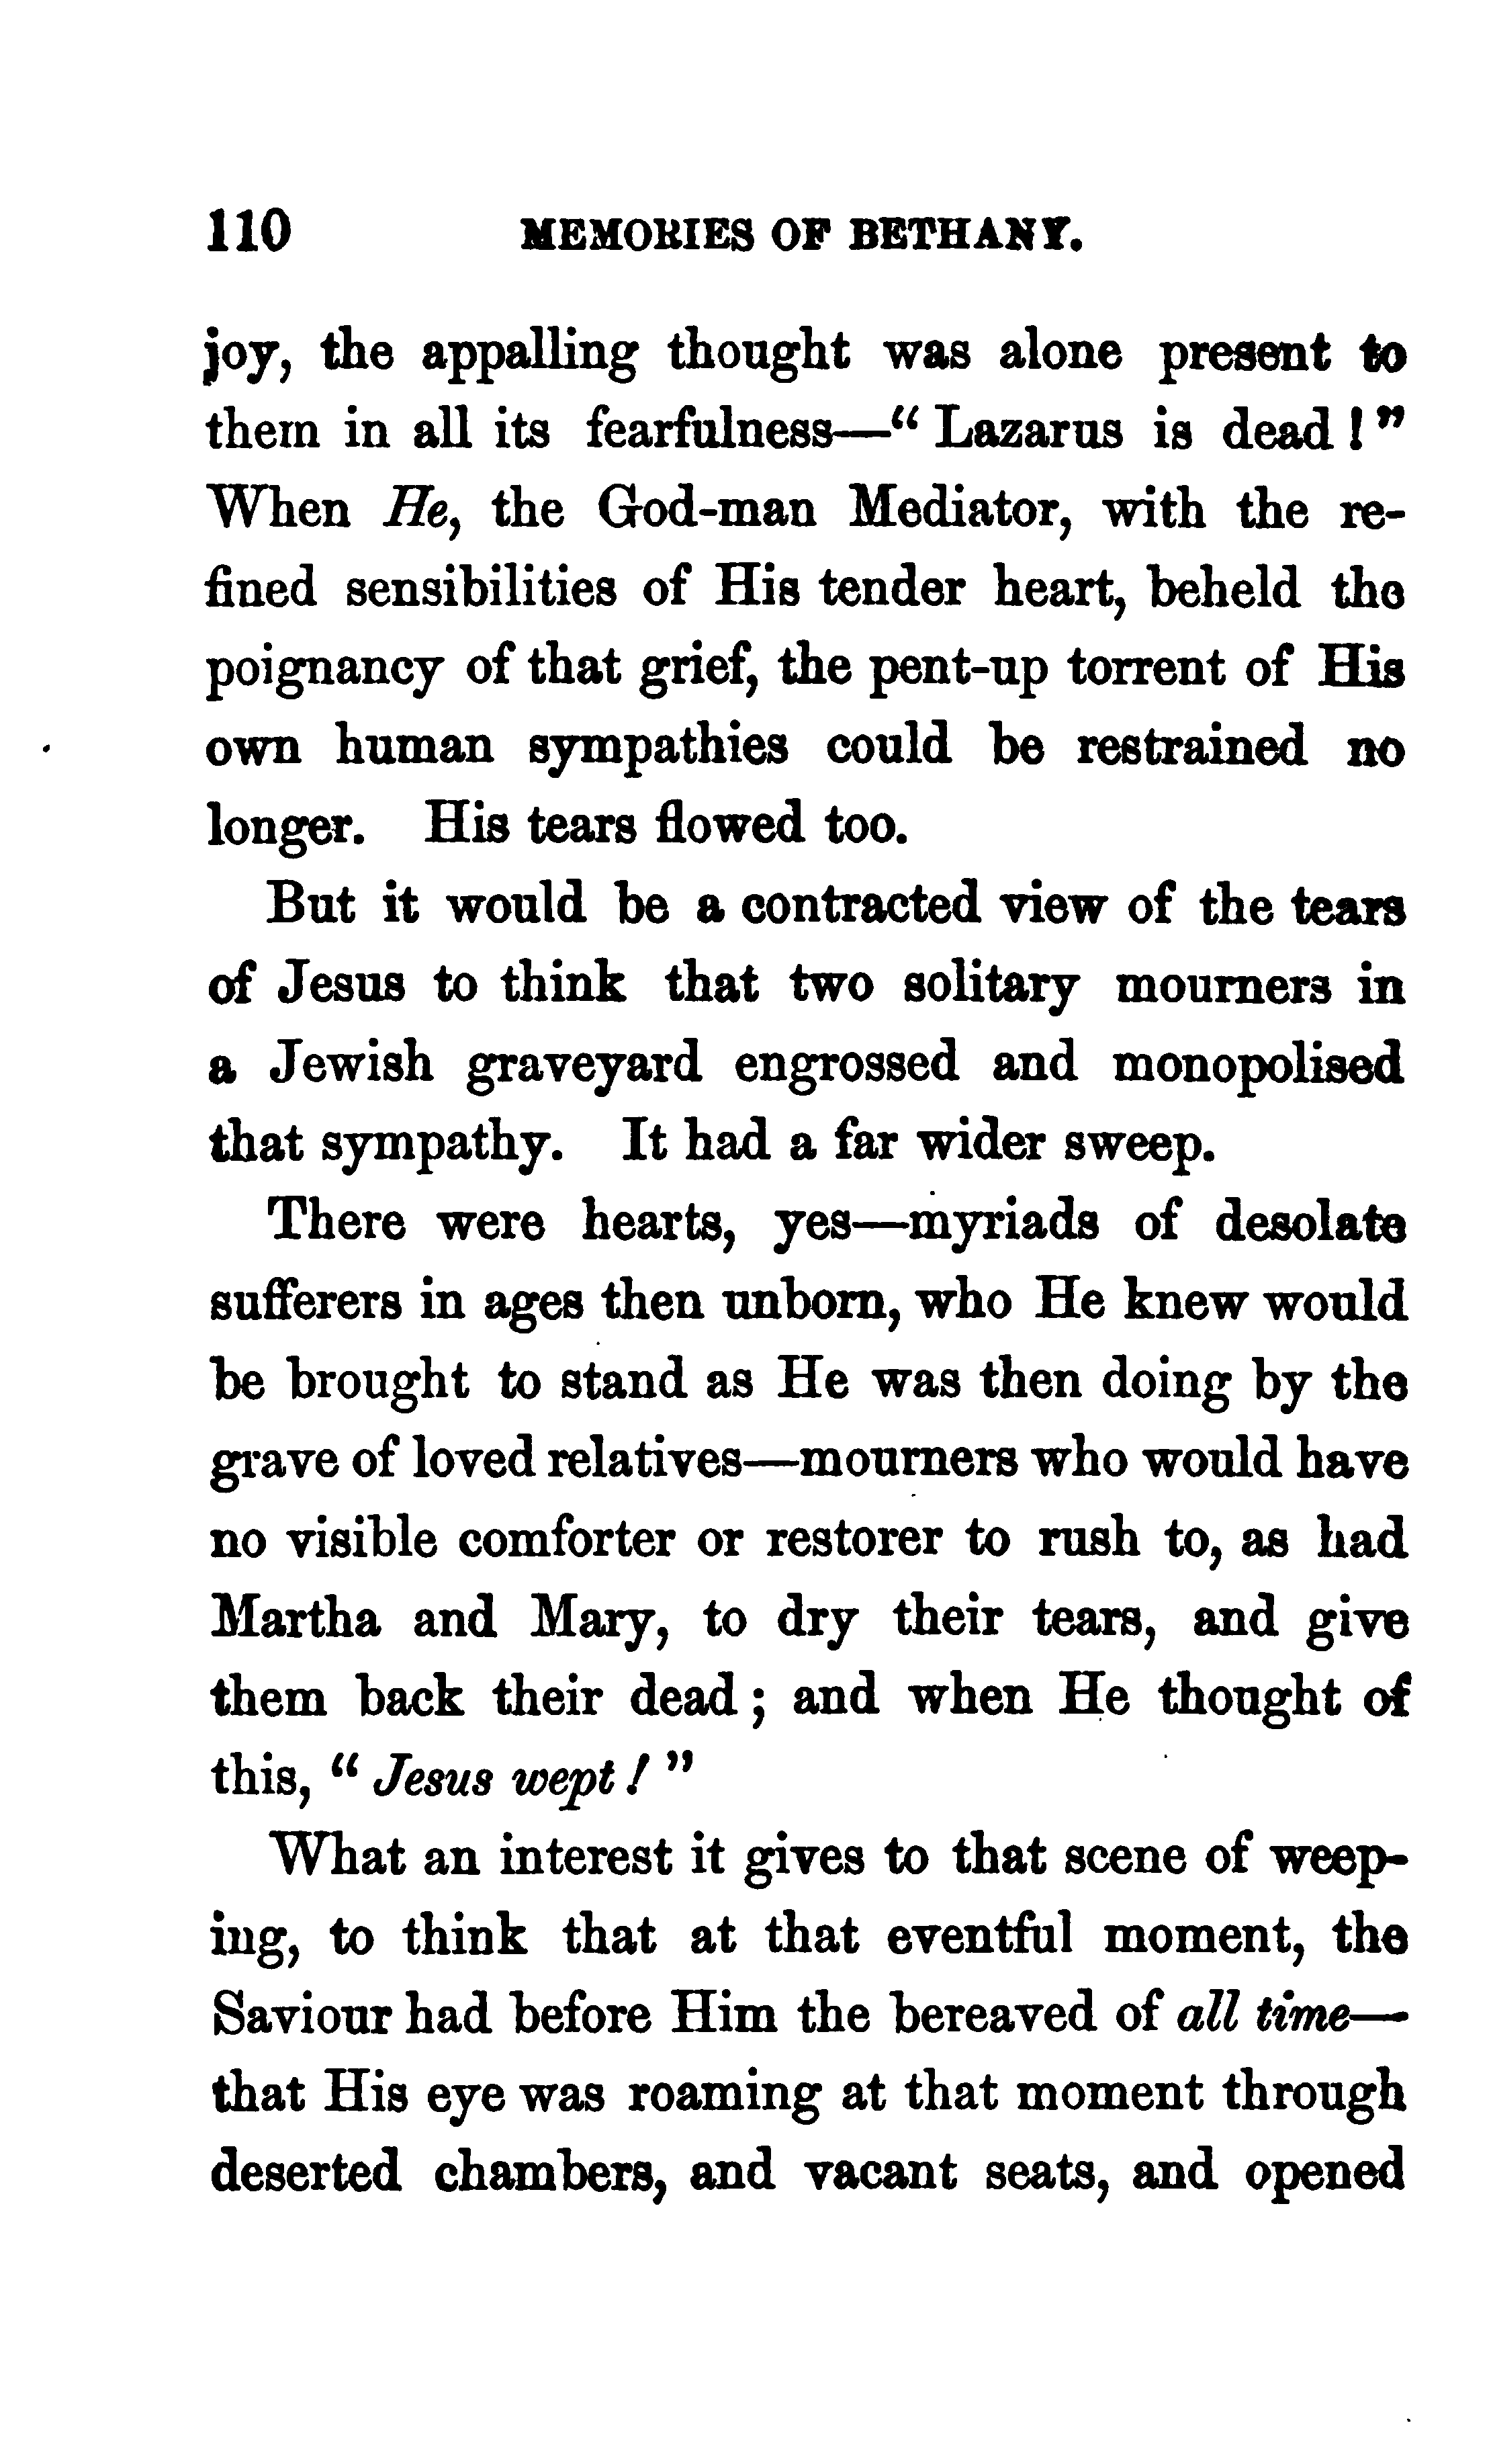 110 MEMORIES OF BETHANY.
joy, the appalling thought was alone present to
them in all its fearfulness—“ Lazarus is dead ! ”
When He, the God-man Mediator, with the re-
fined sensibilities of His tender heart, beheld the
poignancy of that grief, the pent-up torrent of His
own human sympathies could be restrained no
longer. His tears flowed too.
But it would be a contracted view of the tears
of Jesus to think that two solitary mourners in
a Jewish graveyard engrossed and monopolised
that sympathy. It had a far wider sweep.
There were hearts, yes—myriads of desolate
sufferers in ages then unborn, who He knew would
be brought to stand as He was then doing by the
grave of loved relatives—mourners who would have
no visible comforter or restorer to rush to, as had
Martha and Mary, to dry their tears, and give
them back their dead ; and when He thought of
this, “ Jesus wept ! ”
What an interest it gives to that scene of weep-
ing, to think that at that eventful moment, the
Saviour had before Him the bereaved of all time—
that His eye was roaming at that moment through
deserted chambers, and vacant seats, and opened